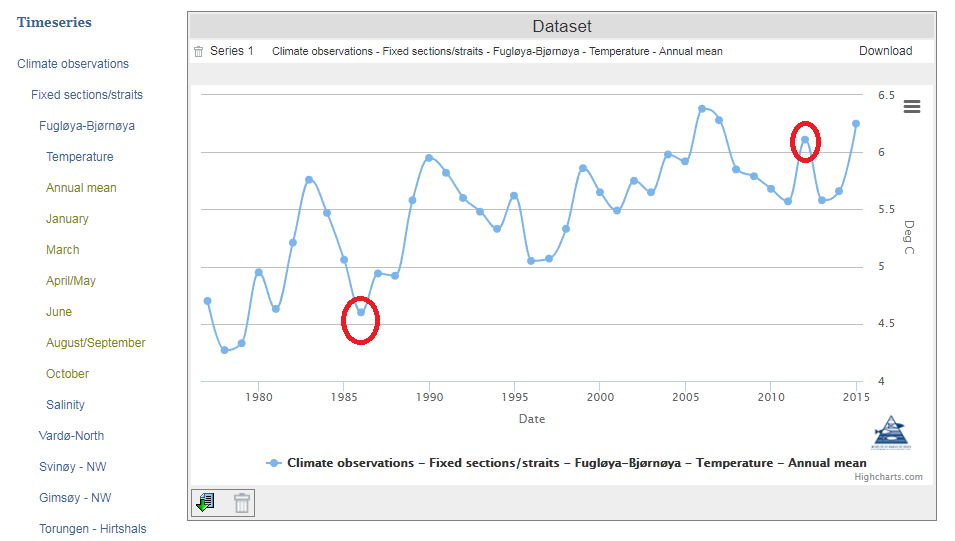 Timeseries
Climate observations
Fixed sections/straits
Fugløya-Bjørnøya
Temperature
Annual mean
January
March
April/May
June
August/September
October
Salinity
Vardø-North
Svinøy - NW
Gimsøy - NW
Torungen - Hirtshals
Dataset
Series 1 Climate observations - Fixed sections/straits - Fugløya-Bjørnøya - Temperature - Annual mean Download
6.5
6
5.5
5
4.5
4
Deg C
1980 1985 1990 1995 2000 2005 2010 2015
Date
Climate observations - Fixed sections/straits - Fugløya-Bjørnøya - Temperature - Annual mean
Highcharts.com